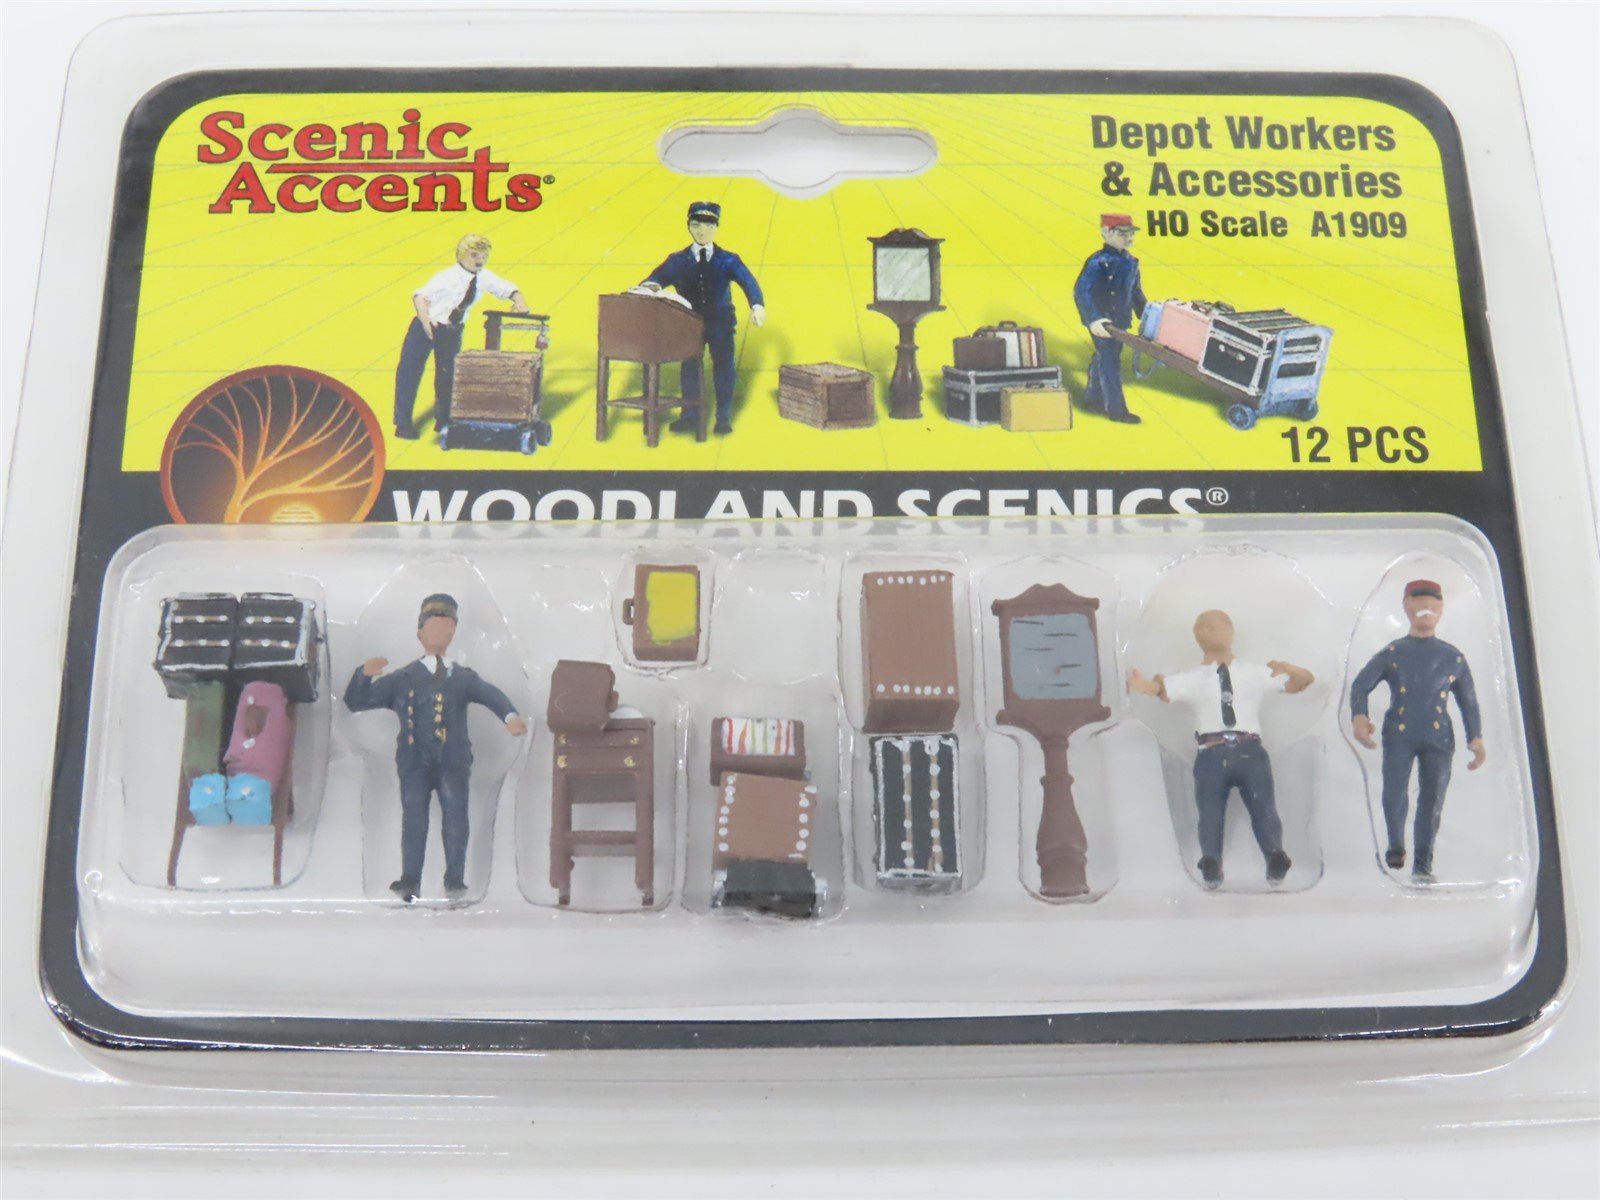 Scenic
Accents®
Depot Workers
& Accessories
HO Scale A1909
12 PCS
WOODLAND SCENICS®